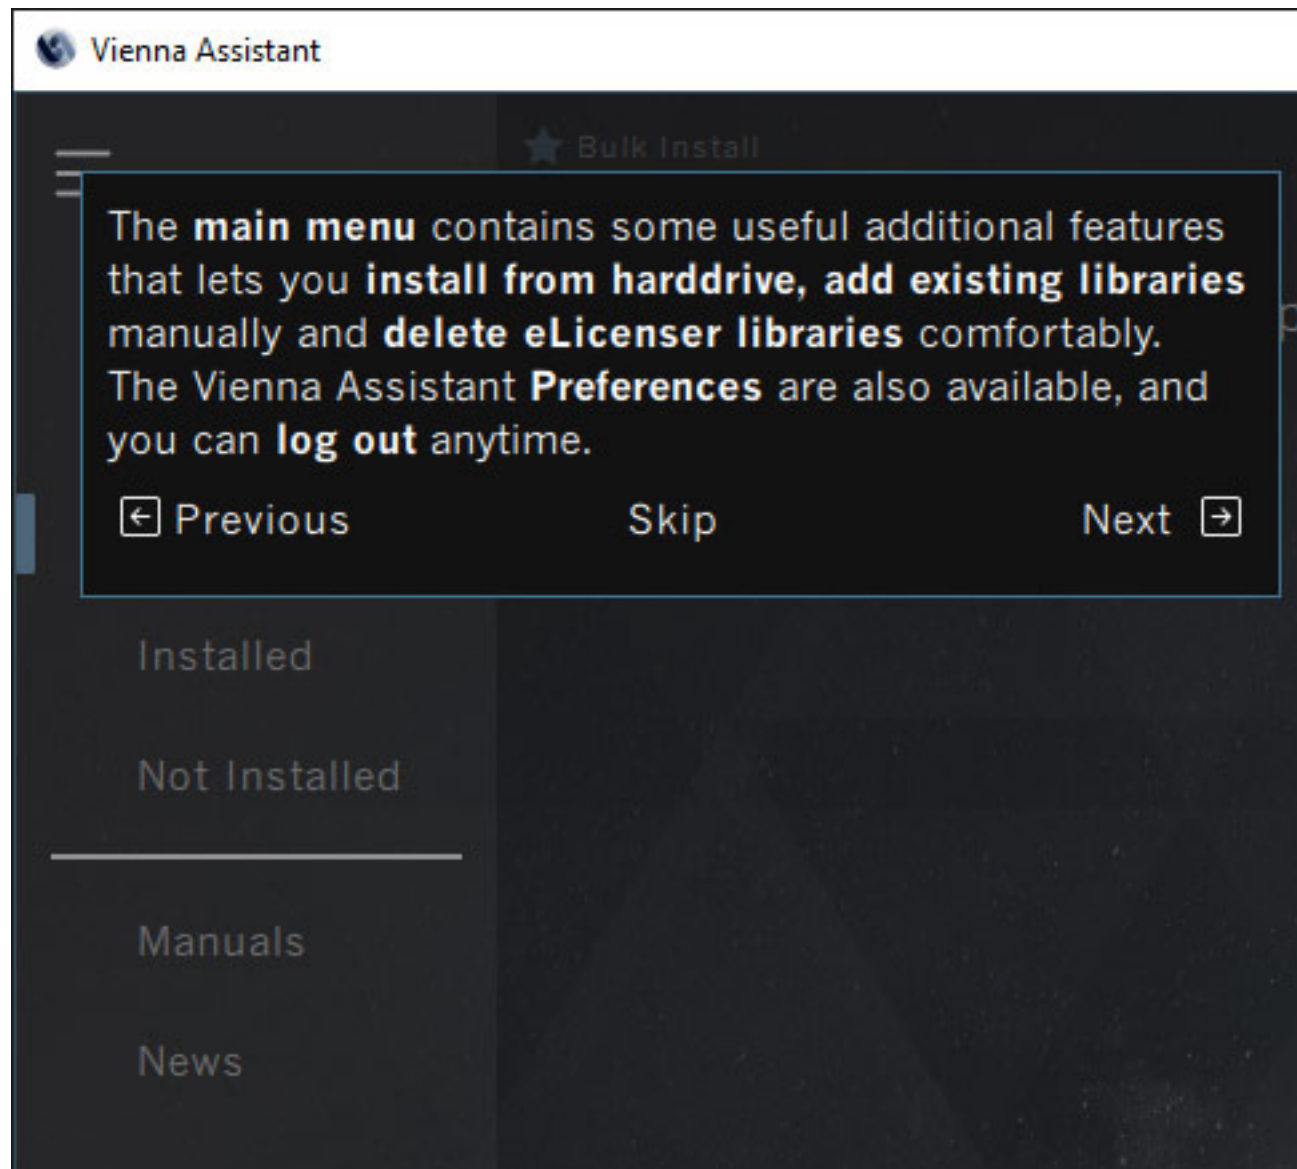 Vienna Assistant
Bulk Install
The main menu contains some useful additional features
that lets you install from harddrive, add existing libraries
manually and delete eLicenser libraries comfortably.
The Vienna Assistant Preferences are also available, and
you can log out anytime.
Previous Skip Next
Installed
Not Installed
Manuals
News